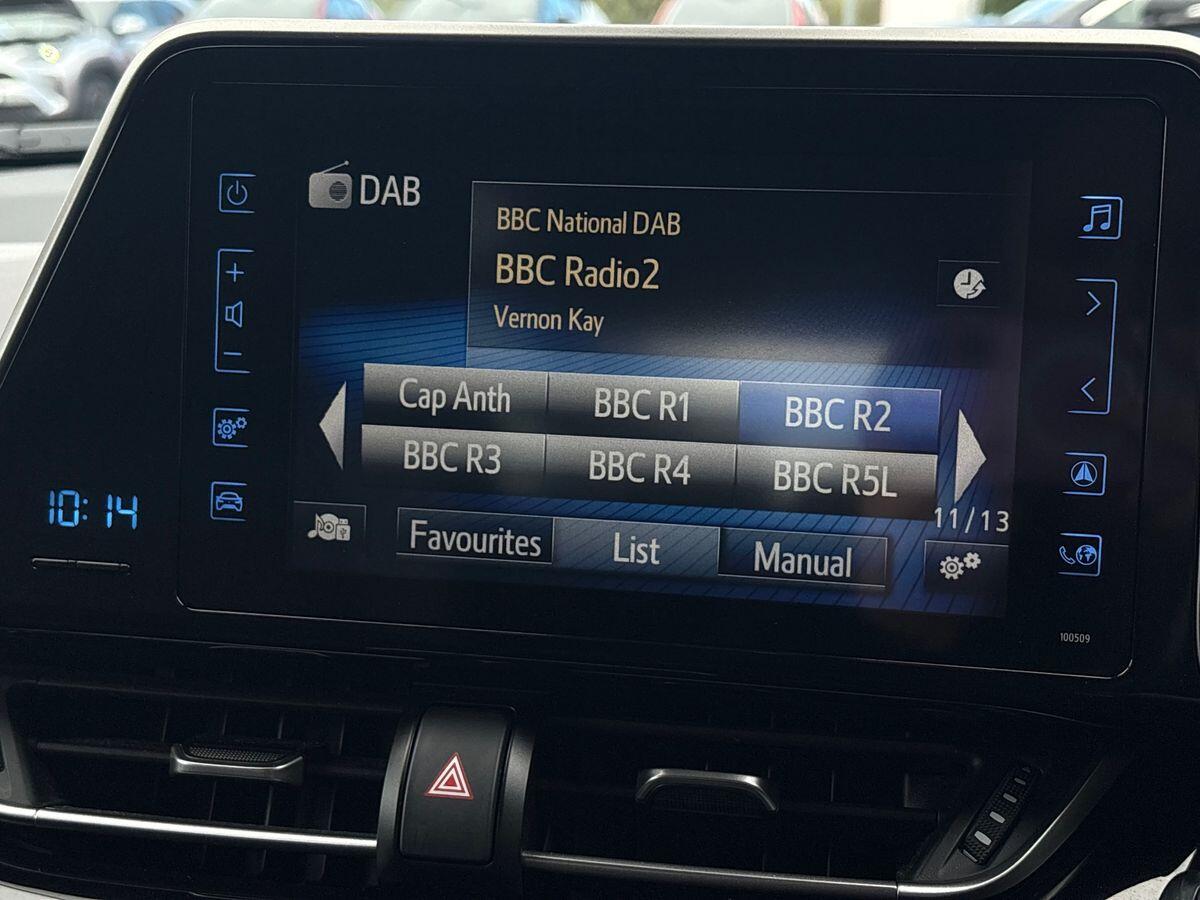 DAB
BBC National DAB
BBC Radio2
Vernon Kay
Cap Anth
BBC R1
BBC R2
BBC R3
BBC R4
BBC R5L
11/13
Favourites
List
Manual
10:14
100509